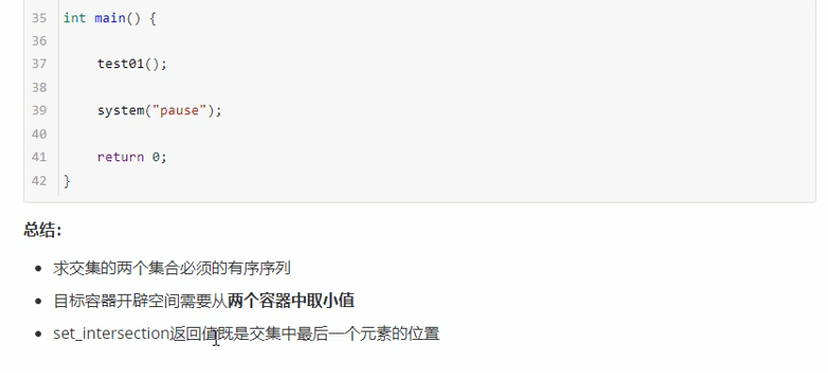 35 int main() {
36
37 test01();
38
39 system("pause");
40
41 return 0;
42 }
总结：
求交集的两个集合必须的有序序列
目标容器开辟空间需要从两个容器中取小值
set_intersection返回值既是交集中最后一个元素的位置